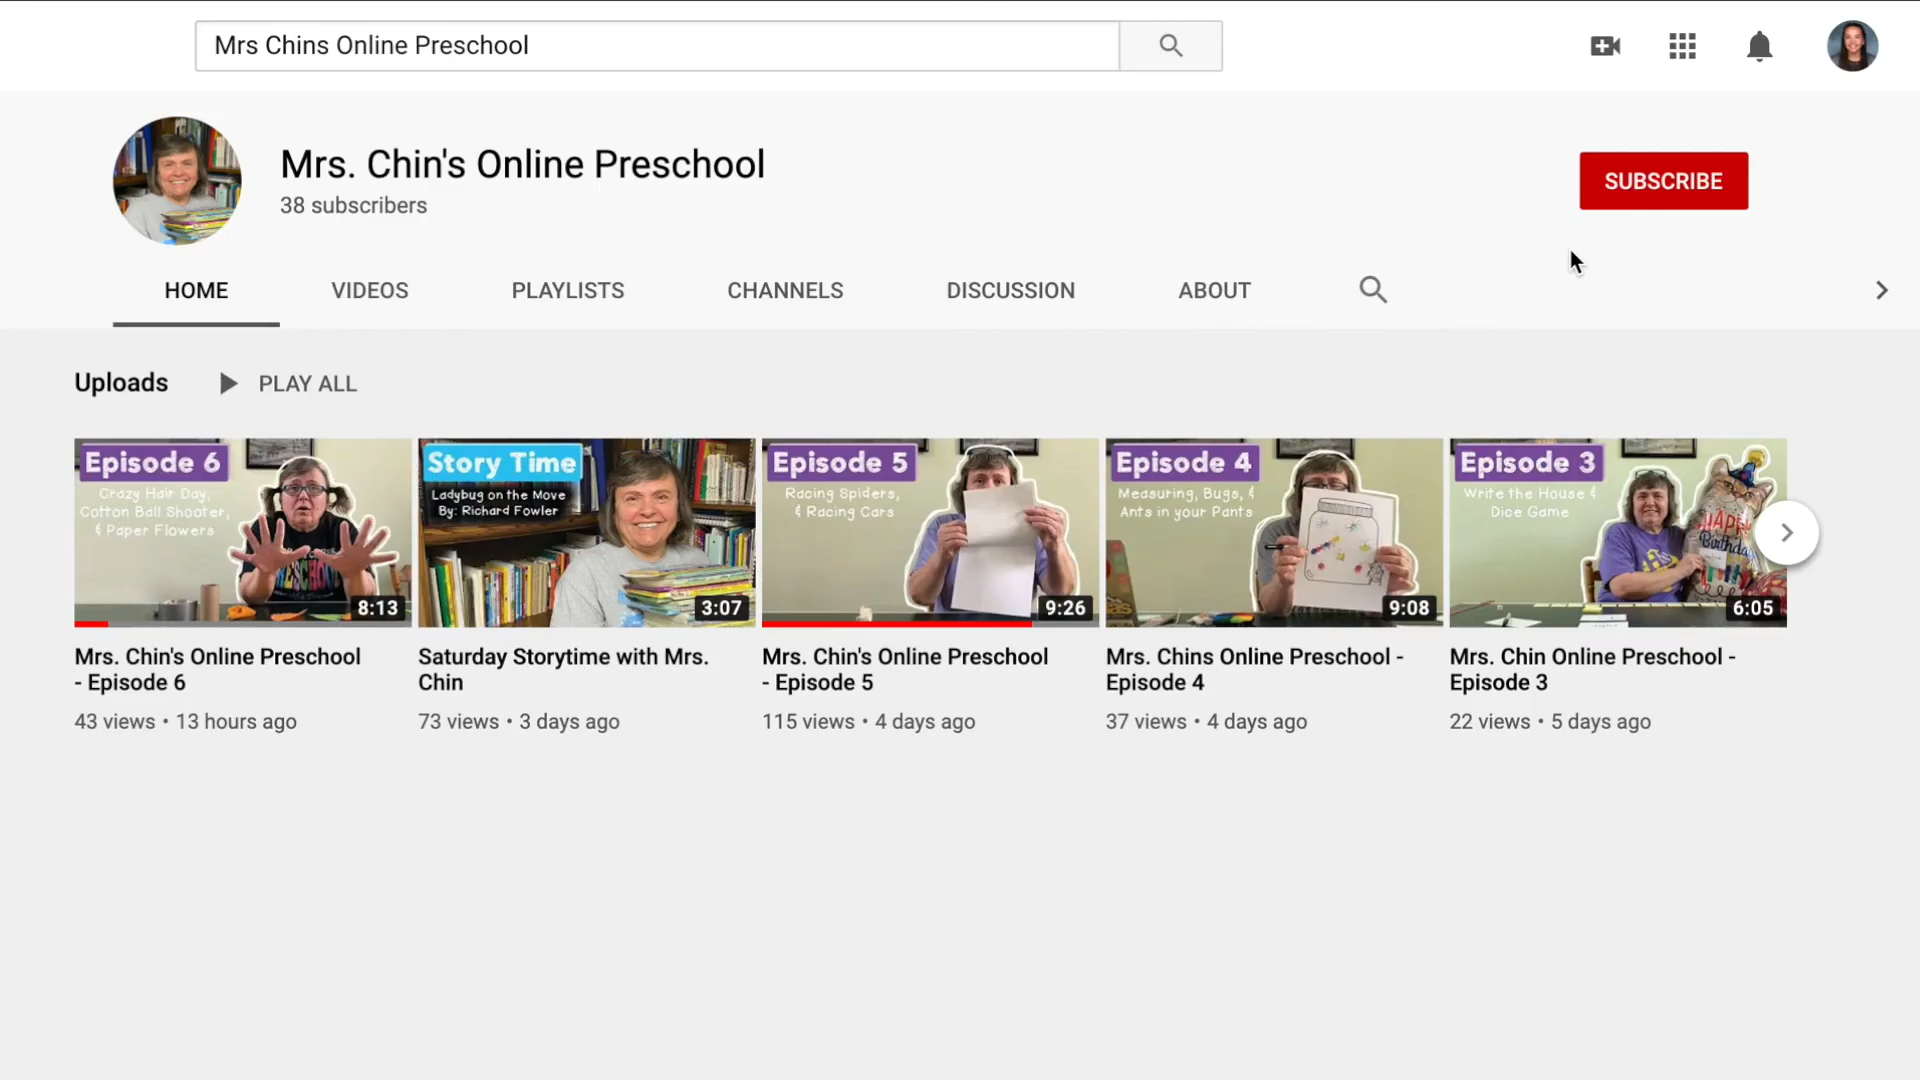 Mrs Chins Online Preschool
Mrs. Chin's Online Preschool
38 subscribers
SUBSCRIBE
HOME
VIDEOS
PLAYLISTS
CHANNELS
DISCUSSION
ABOUT
Uploads
PLAY ALL
Episode 6
Crazy Hair Day,
Cotton Ball Shooter,
& Paper Flowers
8:13
Mrs. Chin's Online Preschool
- Episode 6
43 views • 13 hours ago
Story Time
Ladybug on the Move
By: Richard Fowler
3:07
Saturday Storytime with Mrs.
Chin
73 views • 3 days ago
Episode 5
Racing Spiders,
& Racing Cars
9:26
Mrs. Chin's Online Preschool
- Episode 5
115 views • 4 days ago
Episode 4
Measuring, Bugs, &
Ants in your Pants
9:08
Mrs. Chins Online Preschool -
Episode 4
37 views • 4 days ago
Episode 3
Write the House &
Dice Game
Birthda
6:05
Mrs. Chin Online Preschool -
Episode 3
22 views • 5 days ago